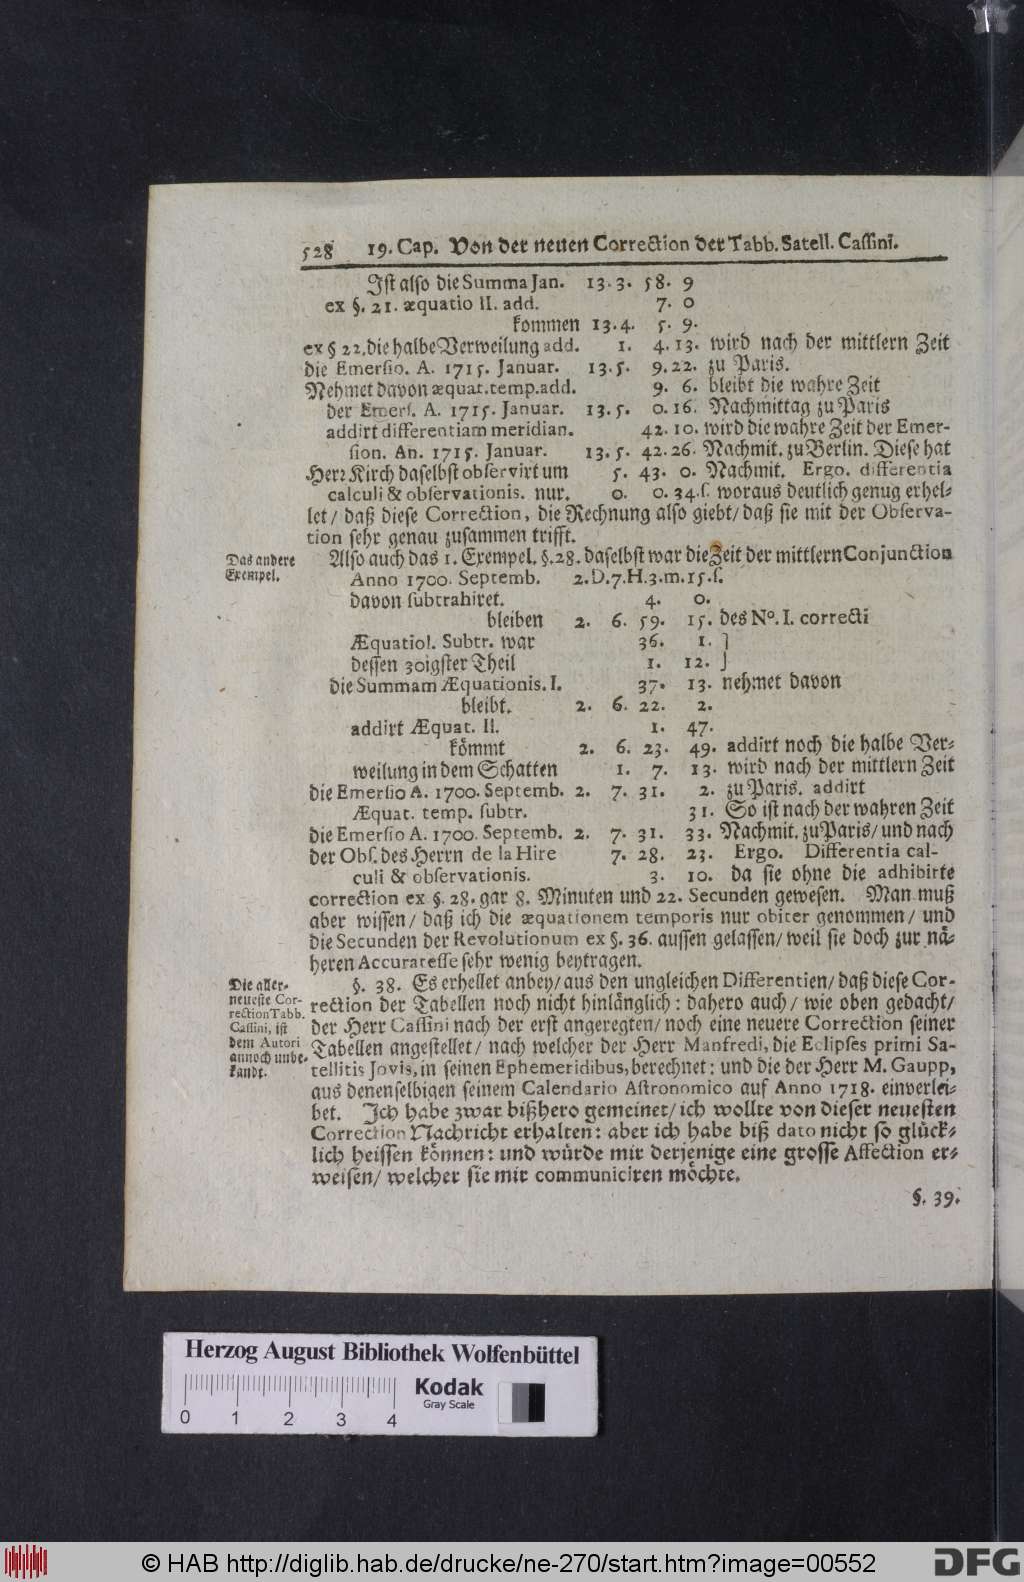 528 19. Cap. Von der neuen Correction der Tabb. Satell. Cassini.
Ist also die Summa Jan. 13. 3. 58. 9
ex §. 21. æquatio II. add. 7. 0
kommen 13. 4. 5. 9.
ex § 22. die halbe Verweilung add. 1. 4. 13. wird nach der mittlern Zeit
die Emersio. A. 1715. Januar. 13. 5. 9. 22. zu Paris.
Nehmet davon æquat. temp. add. 9. 6. bleibt die wahre Zeit
der Emers. A. 1715. Januar. 13. 5. 0. 16. Nachmittag zu Paris
addirt differentiam meridian. 42. 10. wird die wahre Zeit der Emer-
sion. An. 1715. Januar. 13. 5. 42. 26. Nachmit. zu Berlin. Diese hat
Herr Kirch daselbst observirt um 5. 43. 0. Nachmit. Ergo. differentia
calculi & observationis. nur. 0. 0. 34. s. woraus deutlich genug erhel-
let / daß diese Correction, die Rechnung also giebt / daß sie mit der Observa-
tion sehr genau zusammen trifft.
Das andere
Exempel.
Also auch das 1. Exempel. §. 28. daselbst war die Zeit der mittlern Conjunction
Anno 1700. Septemb. 2. D. 7. H. 3. m. 15. s.
davon subtrahiret. 4. 0.
bleiben 2. 6. 59. 15. des N°. I. correcti
Æquatio I. Subtr. war 36. 1. }
dessen 30igster Theil 1. 12. }
die Summam Æquationis. I. 37. 13. nehmet davon
bleibt. 2. 6. 22. 2.
addirt Æquat. II. 1. 47.
kömmt 2. 6. 23. 49. addirt noch die halbe Ver-
weilung in dem Schatten 1. 7. 13. wird nach der mittlern Zeit
die Emersio A. 1700. Septemb. 2. 7. 31. 2. zu Paris. addirt
Æquat. temp. subtr. 31. So ist nach der wahren Zeit
die Emersio A. 1700. Septemb. 2. 7. 31. 33. Nachmit. zu Paris / und nach
der Obs. des Herrn de la Hire 7. 28. 23. Ergo. Differentia cal-
culi & observationis. 3. 10. da sie ohne die adhibirte
correction ex §. 28. gar 8. Minuten und 22. Secunden gewesen. Man muß
aber wissen / daß ich die æquationem temporis nur obiter genommen / und
die Secunden der Revolutionum ex §. 36. aussen gelassen / weil sie doch zur nä-
heren Accuratesse sehr wenig beytragen.
Die aller-
neueste Cor-
rection Tabb.
Cassini, ist
dem Autori
annoch unbe-
kandt.
§. 38. Es erhellet anbey / aus den ungleichen Differentien / daß diese Cor-
rection der Tabellen noch nicht hinlänglich : dahero auch / wie oben gedacht /
der Herr Cassini nach der erst angeregten / noch eine neuere Correction seiner
Tabellen angestellet / nach welcher der Herr Manfredi, die Eclipses primi Sa-
tellitis Jovis, in seinen Ephemeridibus, berechnet : und die der Herr M. Gaupp,
aus denenselbigen seinem Calendario Astronomico auf Anno 1718. einverlei-
bet. Ich habe zwar bißhero gemeinet / ich wollte von dieser neuesten
Correction Nachricht erhalten : aber ich habe biß dato nicht so glück-
lich heissen können : und würde mir derjenige eine grosse Affection er-
weisen / welcher sie mir communiciren möchte.
§. 39.
Herzog August Bibliothek Wolfenbüttel
0 1 2 3 4
Kodak
Gray Scale
© HAB http://diglib.hab.de/drucke/ne-270/start.htm?image=00552
DFG